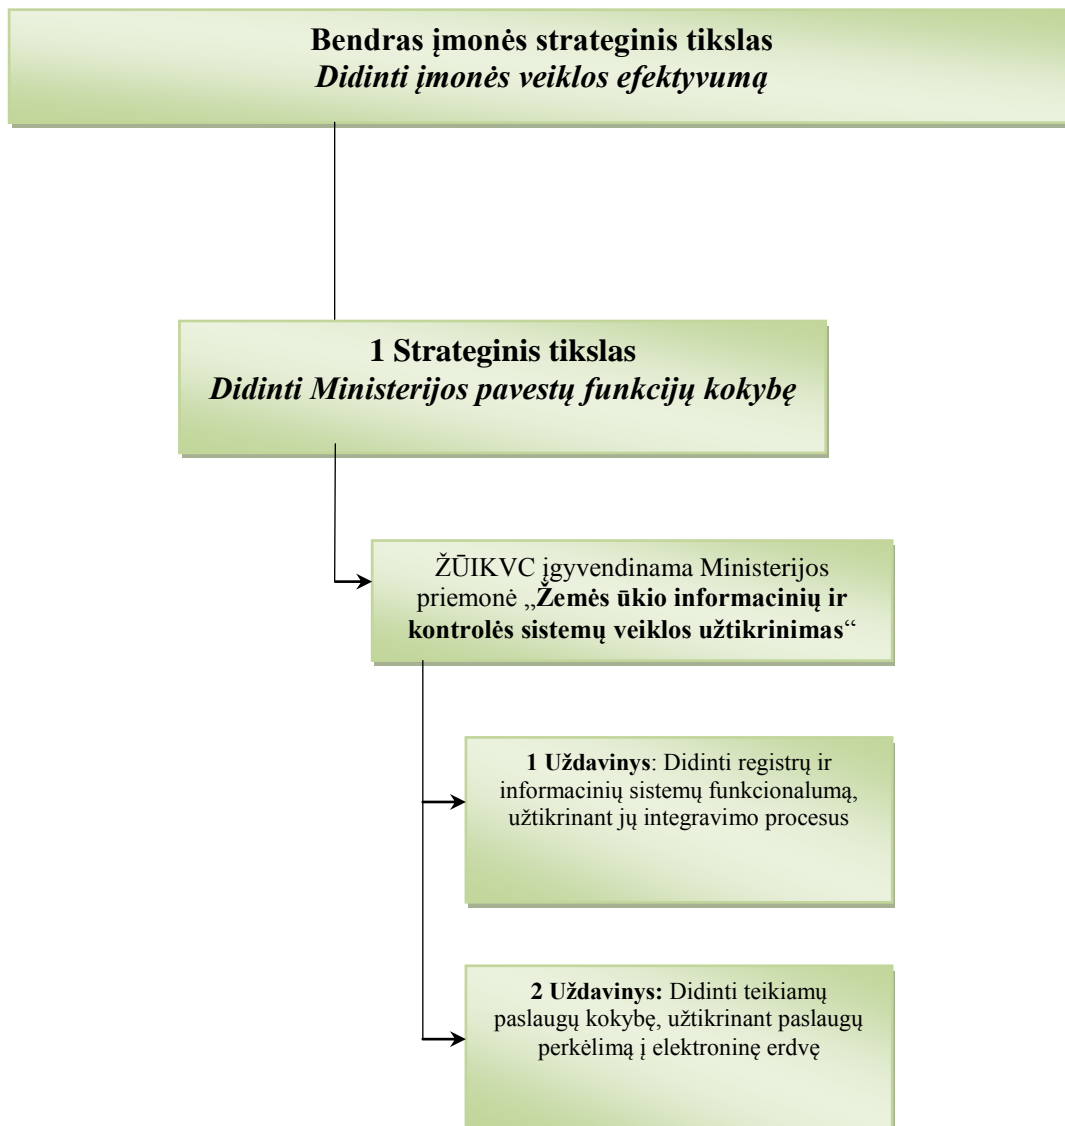 Bendras įmonės strateginis tikslas
Didinti įmonės veiklos efektyvumą
1 Strateginis tikslas
Didinti Ministerijos pavestų funkcijų kokybę
ŽŪIKVC įgyvendinama Ministerijos
priemonė „Žemės ūkio informacinių ir
kontrolės sistemų veiklos užtikrinimas“
1 Uždavinys: Didinti registrų ir
informacinių sistemų funkcionalumą,
užtikrinant jų integravimo procesus
2 Uždavinys: Didinti teikiamų
paslaugų kokybę, užtikrinant paslaugų
perkėlimą į elektroninę erdvę